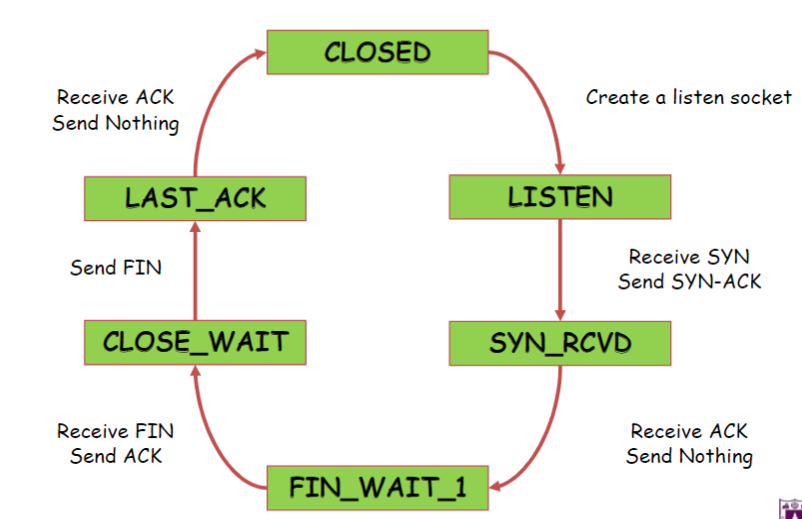 CLOSED
Receive ACK
Send Nothing
Create a listen socket
LAST_ACK
LISTEN
Send FIN
Receive SYN
Send SYN-ACK
CLOSE_WAIT
SYN_RCVD
Receive FIN
Send ACK
Receive ACK
Send Nothing
FIN_WAIT_1